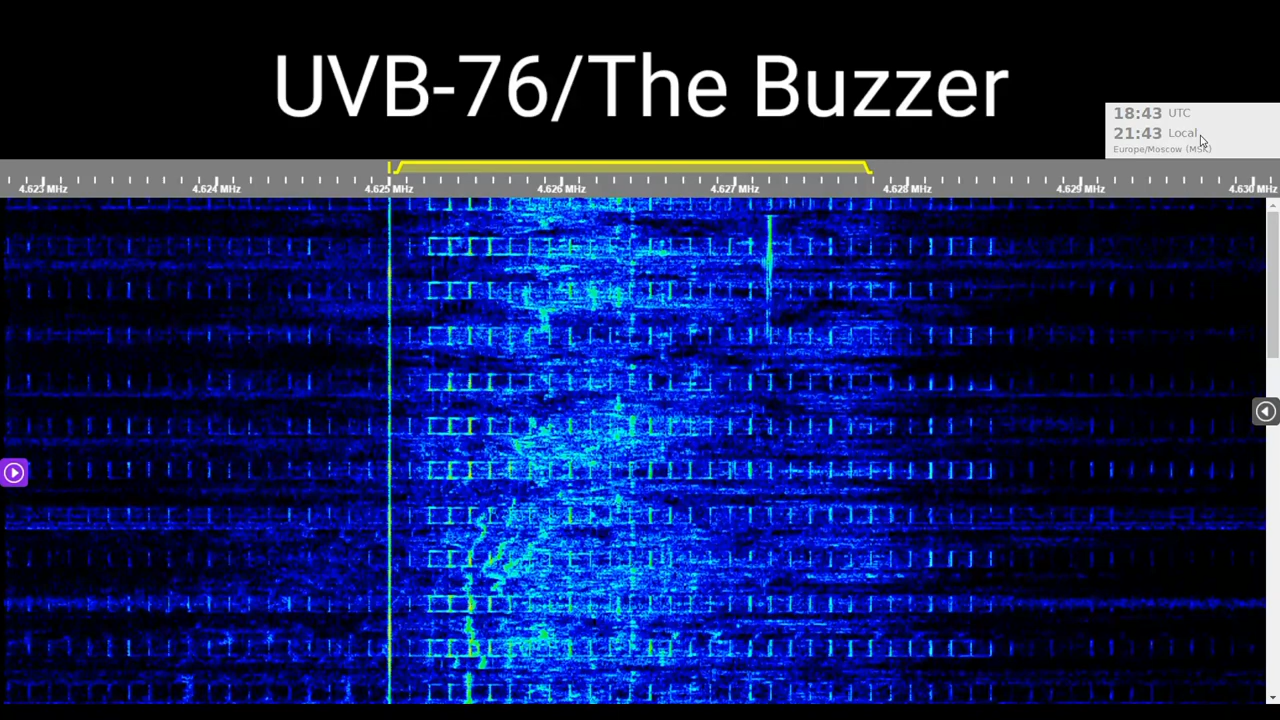 UVB-76/The Buzzer
18:43 UTC
21:43 Local
Europe/Moscow (MSK)
4.623 MHz 4.624 MHz 4.625 MHz 4.626 MHz 4.627 MHz 4.628 MHz 4.629 MHz 4.630 MHz